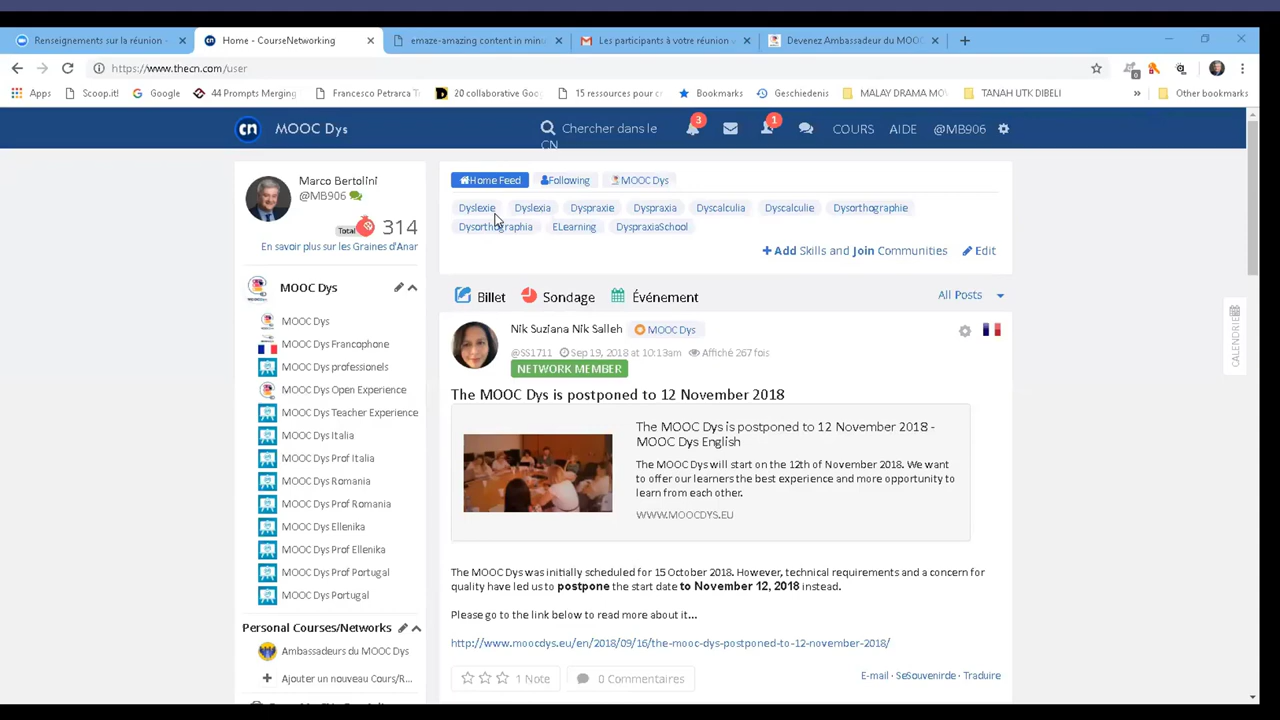 Renseignements sur la réunion -
Home - CourseNetworking
emaze-amazing content in minu
Les participants à votre réunion
Devenez Ambassadeur du MOOC
https://www.thecn.com/user
Apps
Scoop.it!
Google
44 Prompts Merging
Francesco Petrarca T
20 collaborative Goo
15 ressources pour c
Bookmarks
Geschiedenis
MALAY DRAMA MO
TANAH UTK DIBELI
»
Other bookmarks
cn MOOC Dys
Chercher dans le
CN
3
1
COURS
AIDE
@MB906
Marco Bertolini
@MB906
Total 314
En savoir plus sur les Graines d'Anar
MOOC Dys
MOOC Dys
MOOC Dys Francophone
MOOC Dys professionels
MOOC Dys Open Experience
MOOC Dys Teacher Experience
MOOC Dys Italia
MOOC Dys Prof Italia
MOOC Dys Romania
MOOC Dys Prof Romania
MOOC Dys Ellenika
MOOC Dys Prof Ellenika
MOOC Dys Prof Portugal
MOOC Dys Portugal
Personal Courses/Networks
Ambassadeurs du MOOC Dys
Ajouter un nouveau Cours/R...
Home Feed
Following
MOOC Dys
Dyslexie Dyslexia Dyspraxie Dyspraxia Dyscalculia Dyscalculie Dysorthographie
Dysorthographia ELearning DyspraxiaSchool
+ Add Skills and Join Communities Edit
Billet Sondage Événement
All Posts
Nik Suziana Nik Salleh MOOC Dys
@SS1711 Sep 19, 2018 at 10:13am Affiché 267 fois
NETWORK MEMBER
The MOOC Dys is postponed to 12 November 2018
The MOOC Dys is postponed to 12 November 2018 -
MOOC Dys English
The MOOC Dys will start on the 12th of November 2018. We want
to offer our learners the best experience and more opportunity to
learn from each other.
WWW.MOOCDYS.EU
The MOOC Dys was initially scheduled for 15 October 2018. However, technical requirements and a concern for
quality have led us to postpone the start date to November 12, 2018 instead.
Please go to the link below to read more about it...
http://www.moocdys.eu/en/2018/09/16/the-mooc-dys-postponed-to-12-november-2018/
1 Note
0 Commentaires
E-mail · SeSouvenirde · Traduire
CALENDRIE